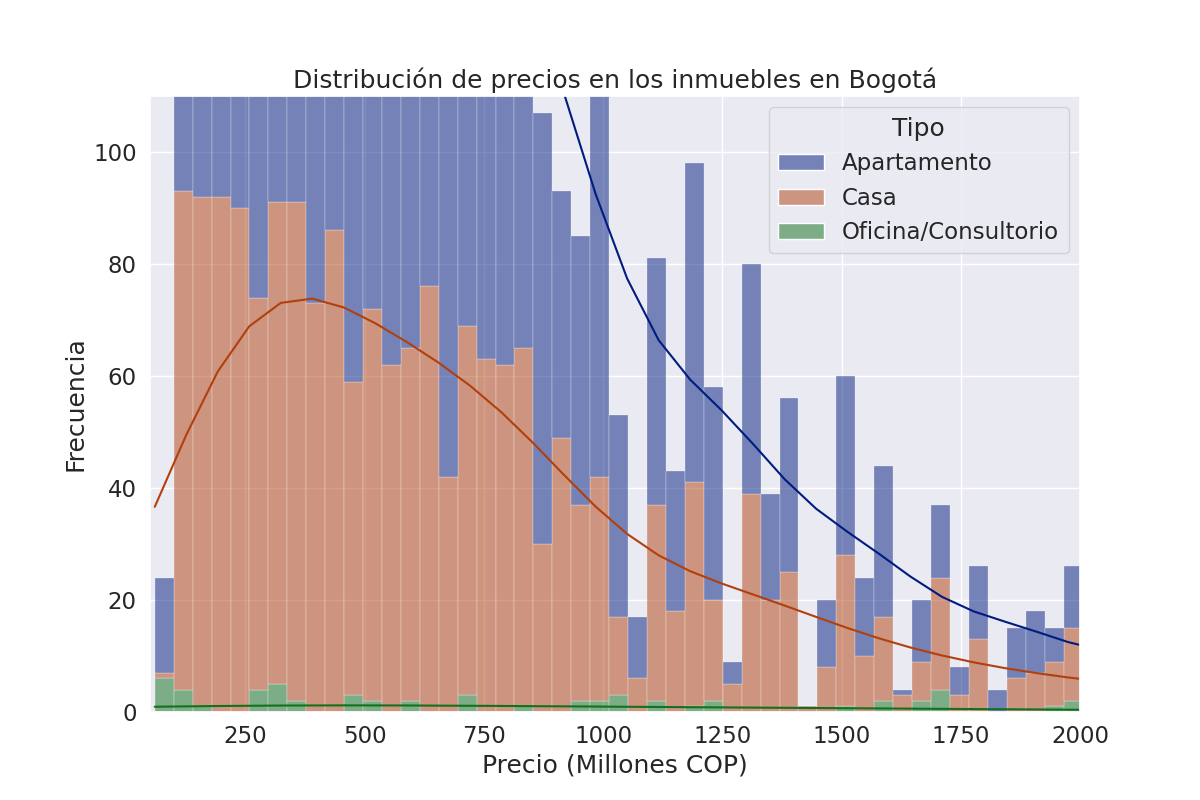 Distribución de precios en los inmuebles en Bogotá
Tipo
Apartamento
Casa
Oficina/Consultorio
Frecuencia
100
80
60
40
20
0
250 500 750 1000 1250 1500 1750 2000
Precio (Millones COP)